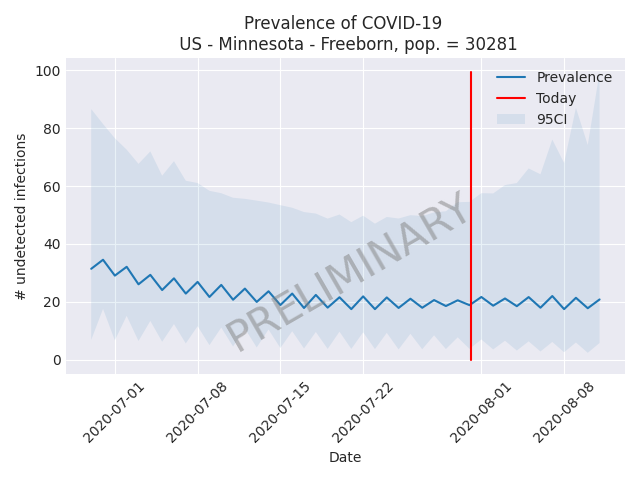 Prevalence of COVID-19
US - Minnesota - Freeborn, pop. = 30281
100
80
60
40
20
0
# undetected infections
Prevalence
Today
95CI
PRELIMINARY
2020-07-01
2020-07-08
2020-07-15
2020-07-22
2020-08-01
2020-08-08
Date